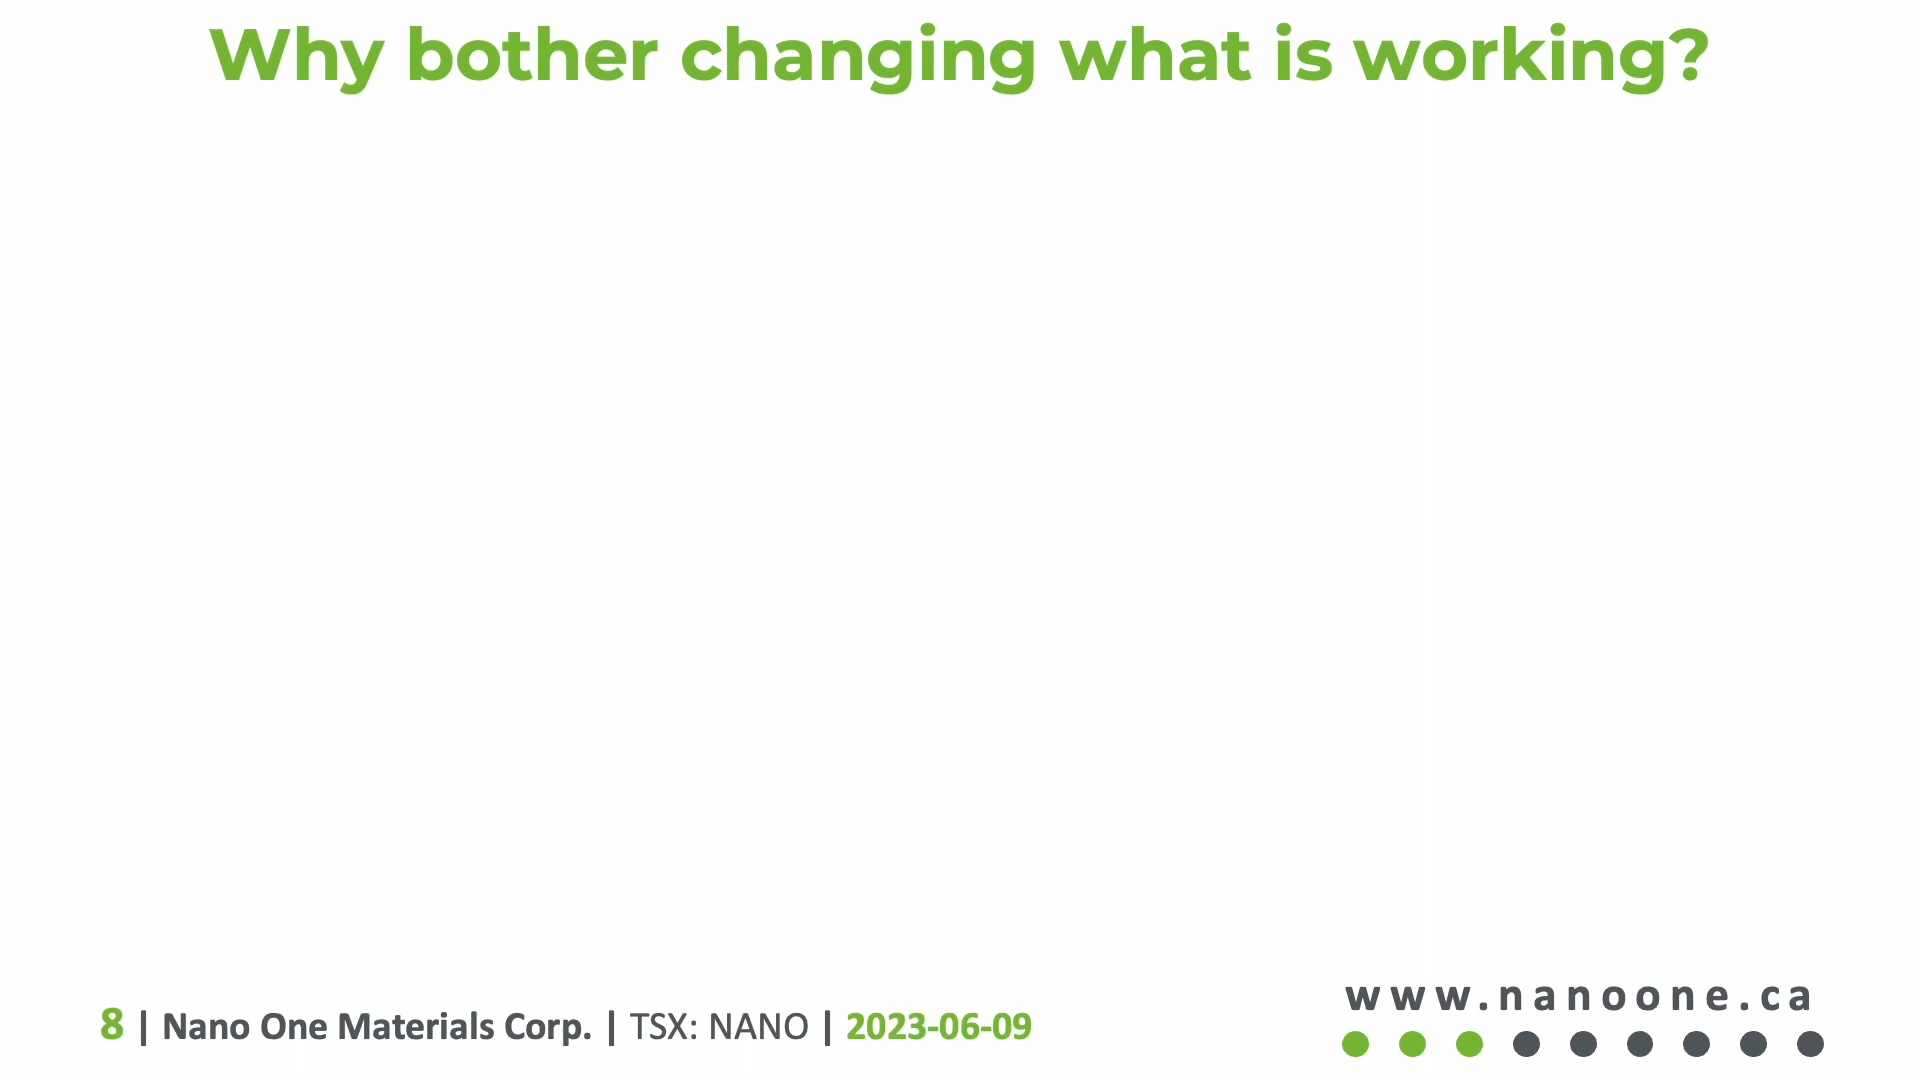 Why bother changing what is working?
www.nanoone.ca
8 | Nano One Materials Corp. | TSX: NANO | 2023-06-09